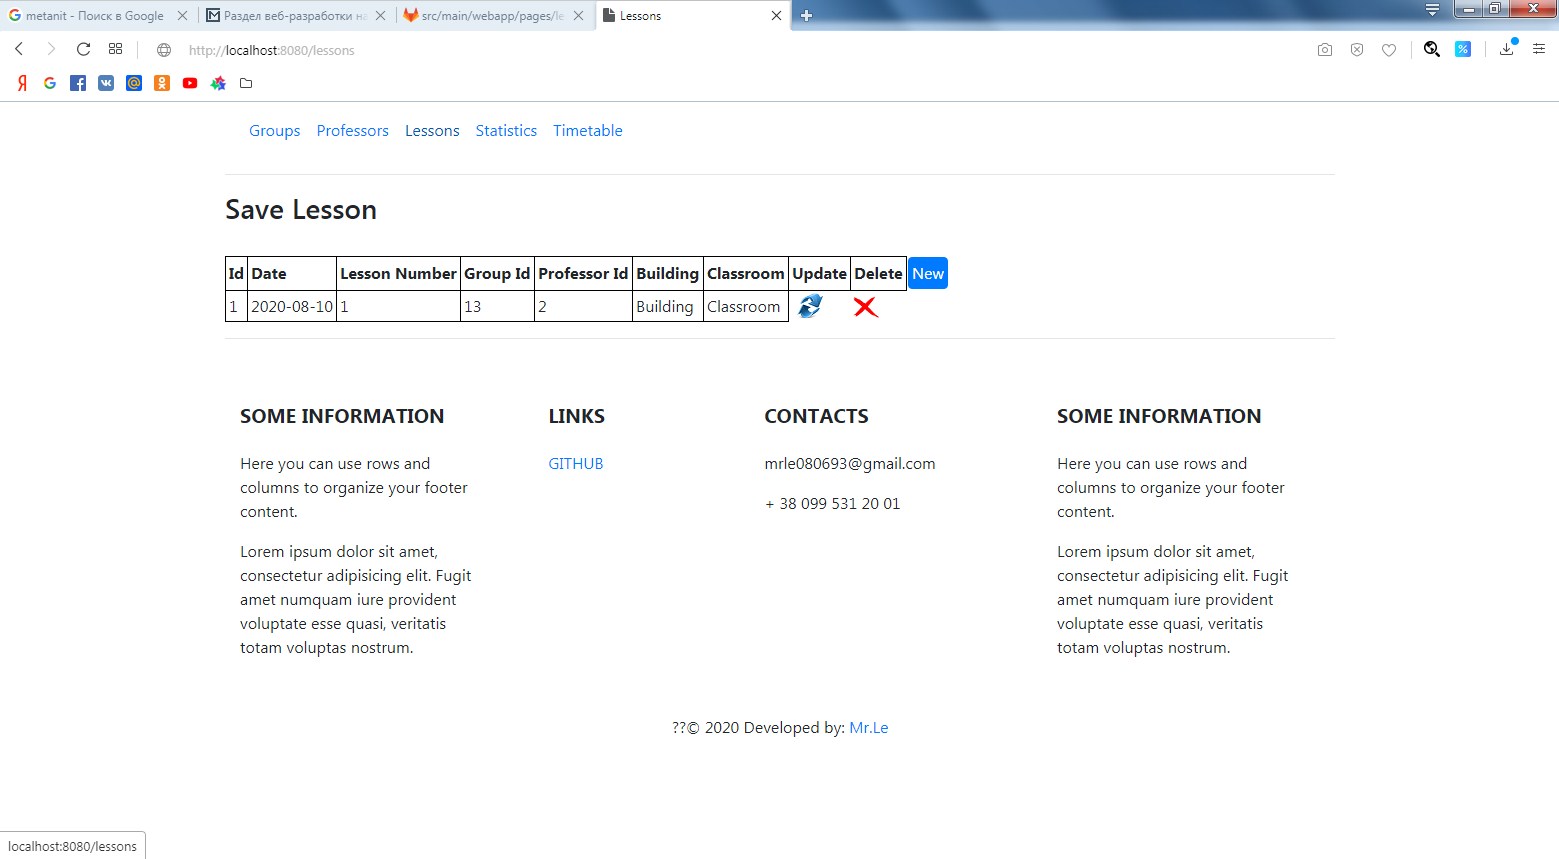 metanit - Поиск в Google
Раздел веб-разработки на
src/main/webapp/pages/le
Lessons
http://localhost:8080/lessons
Groups Professors Lessons Statistics Timetable
Save Lesson
Id Date Lesson Number Group Id Professor Id Building Classroom Update Delete New
1 2020-08-10 1 13 2 Building Classroom
SOME INFORMATION
Here you can use rows and
columns to organize your footer
content.
Lorem ipsum dolor sit amet,
consectetur adipisicing elit. Fugit
amet numquam iure provident
voluptate esse quasi, veritatis
totam voluptas nostrum.
LINKS
GITHUB
CONTACTS
mrle080693@gmail.com
+ 38 099 531 20 01
SOME INFORMATION
Here you can use rows and
columns to organize your footer
content.
Lorem ipsum dolor sit amet,
consectetur adipisicing elit. Fugit
amet numquam iure provident
voluptate esse quasi, veritatis
totam voluptas nostrum.
??© 2020 Developed by: Mr.Le
localhost:8080/lessons